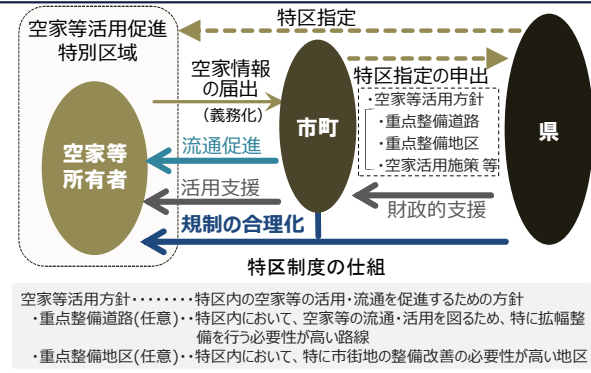 特区指定
空家等活用促進
特別区域
空家情報
の届出
(義務化)
特区指定の申出
・空家等活用方針
・重点整備道路
・重点整備地区
・空家活用施策 等
市町
県
空家等
所有者
流通促進
活用支援
財政的支援
規制の合理化
特区制度の仕組
空家等活用方針・・・・・・・・特区内の空家等の活用・流通を促進するための方針
・重点整備道路(任意)・・特区内において、空家等の流通・活用を図るため、特に拡幅整
備を行う必要性が高い路線
・重点整備地区(任意)・・特区内において、特に市街地の整備改善の必要性が高い地区